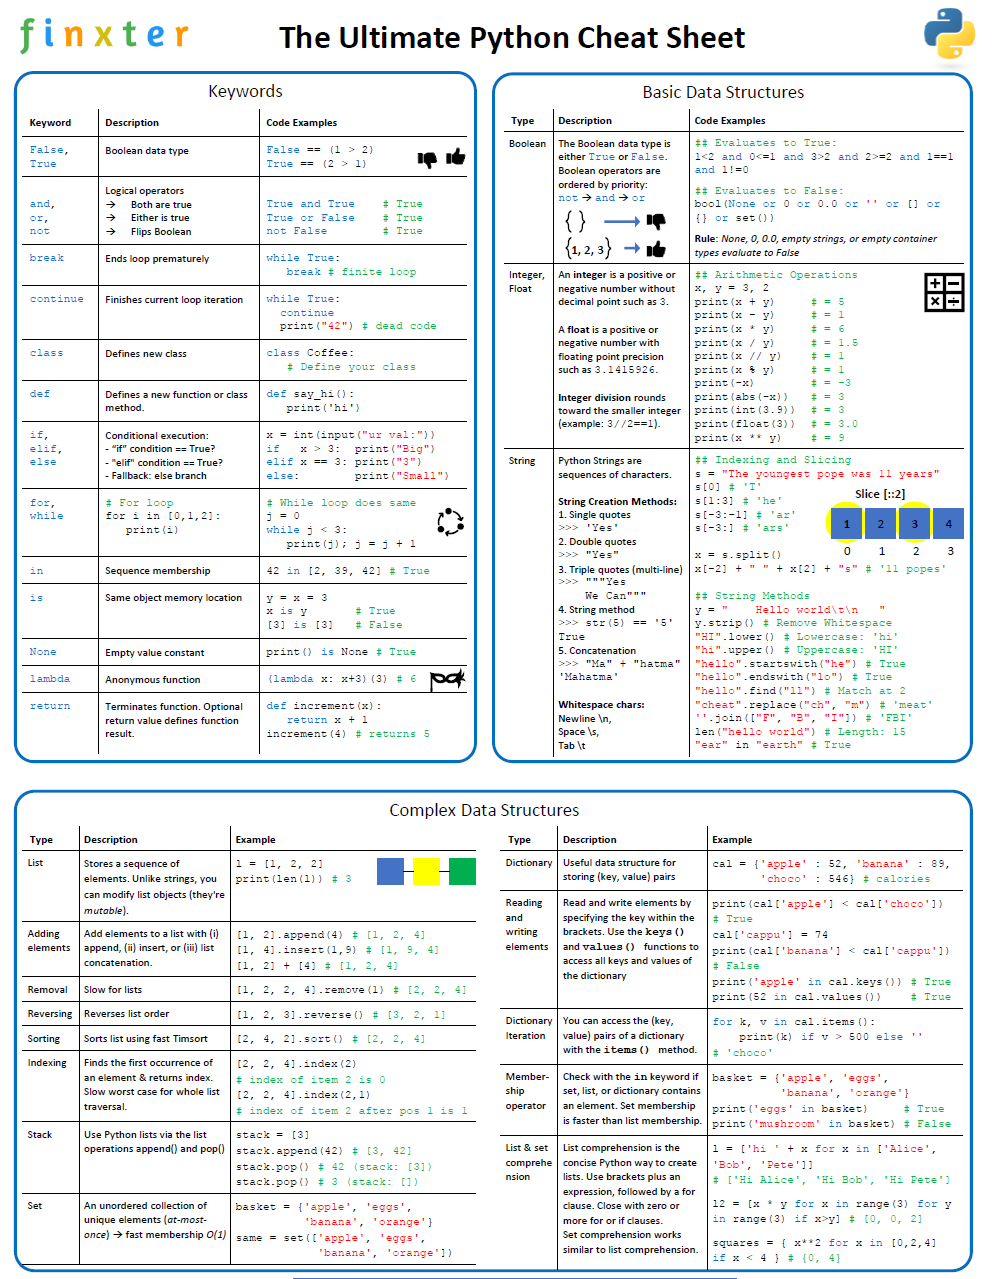 finxter
The Ultimate Python Cheat Sheet
Keywords
Keyword Description Code Examples
False, True Boolean data type False == (1 > 2)
True == (2 > 1)
Logical operators
and, → Both are true True and True # True
or, → Either is true True or False # True
not → Flips Boolean not False # True
break Ends loop prematurely while True:
break # finite loop
continue Finishes current loop iteration while True:
continue
print("42") # dead code
class Defines new class class Coffee:
# Define your class
def Defines a new function or class method. def say_hi():
print('hi')
if, Conditional execution: x = int(input("ur val:"))
elif, - "if" condition == True? if x > 3: print("Big")
else - "elif" condition == True? elif x == 3: print("3")
- Fallback: else branch else: print("Small")
for, # For loop # While loop does same
while for i in [0,1,2]: j = 0
print(i) while j < 3:
print(j); j = j + 1
in Sequence membership 42 in [2, 39, 42] # True
is Same object memory location y = x = 3
x is y # True
[3] is [3] # False
None Empty value constant print() is None # True
lambda Anonymous function (lambda x: x+3)(3) # 6
return Terminates function. Optional def increment(x):
return value defines function return x + 1
result. increment(4) # returns 5
Basic Data Structures
Type Description Code Examples
Boolean The Boolean data type is ## Evaluates to True:
either True or False. 1<2 and 0<=1 and 3>2 and 2>=2 and 1==1
Boolean operators are and 1!=0
ordered by priority: ## Evaluates to False:
not → and → or bool(None or 0 or 0.0 or '' or [] or
{ } {} or set())
{1, 2, 3} Rule: None, 0, 0.0, empty strings, or empty container
types evaluate to False
Integer, An integer is a positive or ## Arithmetic Operations
Float negative number without x, y = 3, 2
decimal point such as 3. print(x + y) # = 5
print(x - y) # = 1
A float is a positive or print(x * y) # = 6
negative number with print(x / y) # = 1.5
floating point precision print(x // y) # = 1
such as 3.1415926. print(x % y) # = 1
print(-x) # = -3
Integer division rounds print(abs(-x)) # = 3
toward the smaller integer print(int(3.9)) # = 3
(example: 3//2==1). print(float(3)) # = 3.0
print(x ** y) # = 9
String Python Strings are ## Indexing and Slicing
sequences of characters. s = "The youngest pope was 11 years"
s[0] # 'T'
String Creation Methods: s[1:3] # 'he' Slice [::2]
1. Single quotes s[-3:-1] # 'ar' 1 2 3 4
>>> 'Yes' s[-3:] # 'ars'
2. Double quotes 0 1 2 3
>>> "Yes" x = s.split()
3. Triple quotes (multi-line) x[-2] + " " + x[2] + "s" # '11 popes'
>>> """Yes
We Can""" ## String Methods
4. String method y = " Hello world\t\n "
>>> str(5) == '5' y.strip() # Remove Whitespace
True "HI".lower() # Lowercase: 'hi'
5. Concatenation "hi".upper() # Uppercase: 'HI'
>>> "Ma" + "hatma" "hello".startswith("he") # True
'Mahatma' "hello".endswith("lo") # True
"hello".find("ll") # Match at 2
Whitespace chars: "cheat".replace("ch", "m") # 'meat'
Newline \n, ''.join(["F", "B", "I"]) # 'FBI'
Space \s, len("hello world") # Length: 15
Tab \t "ear" in "earth" # True
Complex Data Structures
Type Description Example
List Stores a sequence of l = [1, 2, 2]
elements. Unlike strings, you print(len(l)) # 3
can modify list objects (they're
mutable).
Adding Add elements to a list with (i) [1, 2].append(4) # [1, 2, 4]
elements append, (ii) insert, or (iii) list [1, 4].insert(1,9) # [1, 9, 4]
concatenation. [1, 2] + [4] # [1, 2, 4]
Removal Slow for lists [1, 2, 2, 4].remove(1) # [2, 2, 4]
Reversing Reverses list order [1, 2, 3].reverse() # [3, 2, 1]
Sorting Sorts list using fast Timsort [2, 4, 2].sort() # [2, 2, 4]
Indexing Finds the first occurrence of [2, 2, 4].index(2)
an element & returns index. # index of item 2 is 0
Slow worst case for whole list [2, 2, 4].index(2,1)
traversal. # index of item 2 after pos 1 is 1
Stack Use Python lists via the list stack = [3]
operations append() and pop() stack.append(42) # [3, 42]
stack.pop() # 42 (stack: [3])
stack.pop() # 3 (stack: [])
Set An unordered collection of basket = {'apple', 'eggs',
unique elements (at-most- 'banana', 'orange'}
once) → fast membership O(1) same = set(['apple', 'eggs',
'banana', 'orange'])
Type Description Example
Dictionary Useful data structure for cal = {'apple' : 52, 'banana' : 89,
storing (key, value) pairs 'choco' : 546} # calories
Reading Read and write elements by print(cal['apple'] < cal['choco'])
and specifying the key within the # True
writing brackets. Use the keys() cal['cappu'] = 74
elements and values() functions to print(cal['banana'] < cal['cappu'])
access all keys and values of # False
the dictionary print('apple' in cal.keys()) # True
print(52 in cal.values()) # True
Dictionary You can access the (key, for k, v in cal.items():
Iteration value) pairs of a dictionary print(k) if v > 500 else ''
with the items() method. # 'choco'
Member- Check with the in keyword if basket = {'apple', 'eggs',
ship set, list, or dictionary contains 'banana', 'orange'}
operator an element. Set membership print('eggs' in basket) # True
is faster than list membership. print('mushroom' in basket) # False
List & set List comprehension is the l = ['hi ' + x for x in ['Alice',
comprehe concise Python way to create 'Bob', 'Pete']]
nsion lists. Use brackets plus an # ['Hi Alice', 'Hi Bob', 'Hi Pete']
expression, followed by a for
clause. Close with zero or l2 = [x * y for x in range(3) for y
more for or if clauses. in range(3) if x>y] # [0, 0, 2]
Set comprehension works squares = { x**2 for x in [0,2,4]
similar to list comprehension. if x < 4 } # {0, 4}